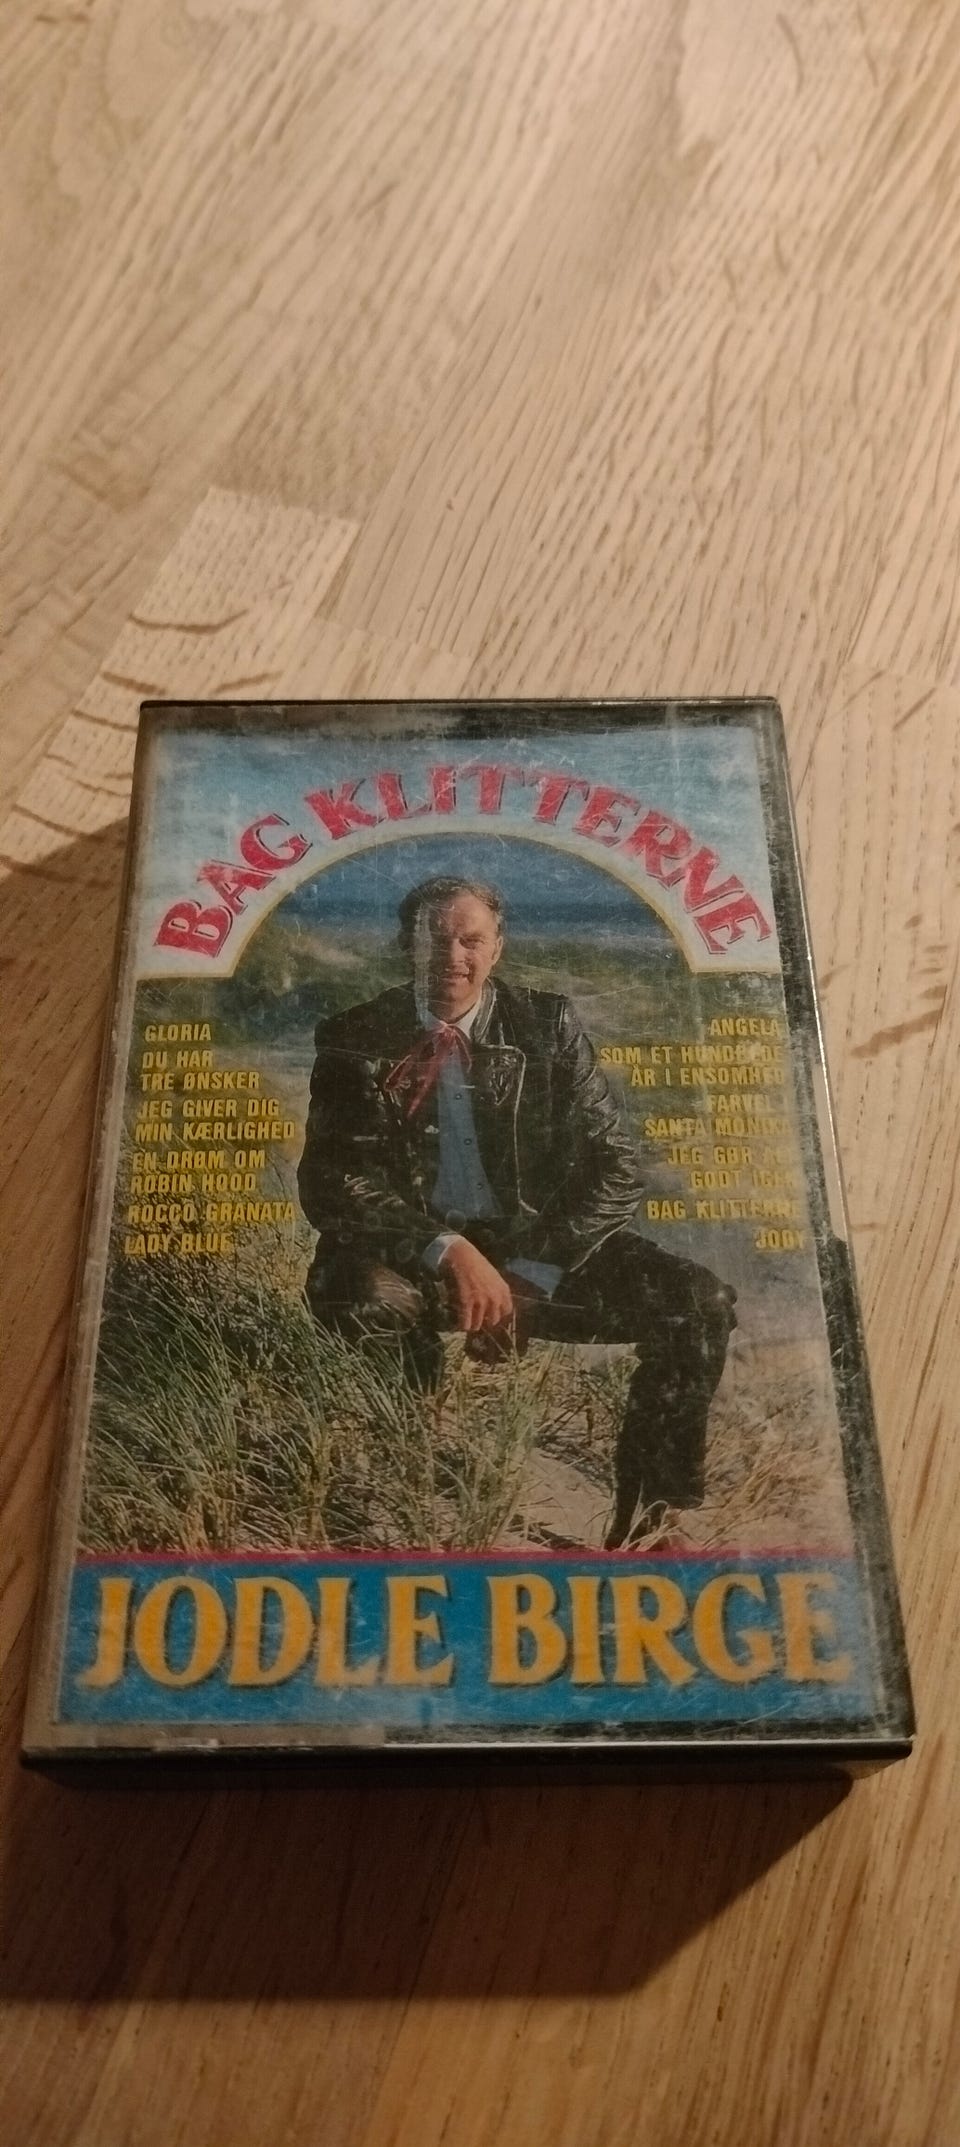 BAG KLITTERNE
GLORIA
DU HAR
TRE ØNSKER
JEG GIVER DIG
MIN KÆRLIGHED
EN DRØM OM
ROBIN HOOD
ROCCO GRANATA
LADY BLUE
ANGELA
SOM ET HUNDREDE
ÅR I ENSOMHED
FARVEL
SANTA MONIKA
JEG GØR
GODT IGEN
BAG KLITTERNE
JODY
JODLE BIRGE